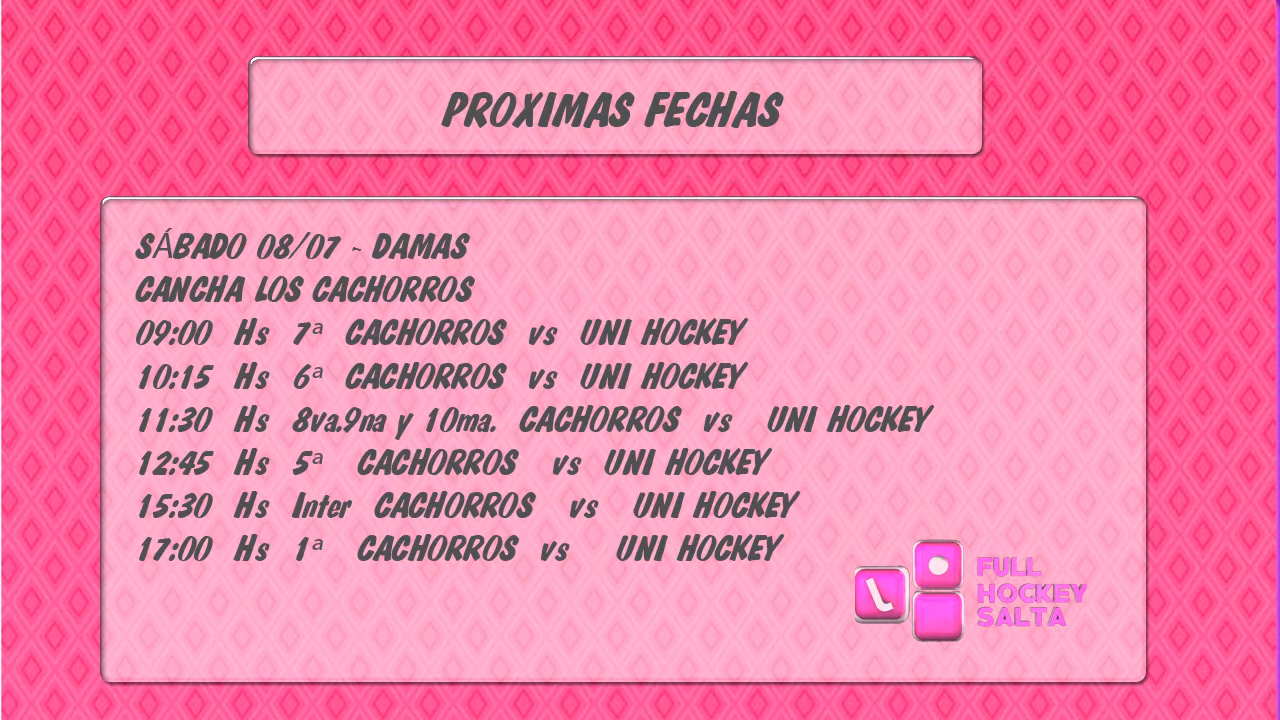 PROXIMAS FECHAS
SÁBADO 08/07 - DAMAS
CANCHA LOS CACHORROS
09:00 Hs 7ª CACHORROS vs UNI HOCKEY
10:15 Hs 6ª CACHORROS vs UNI HOCKEY
11:30 Hs 8va.9na y 10ma. CACHORROS vs UNI HOCKEY
12:45 Hs 5ª CACHORROS vs UNI HOCKEY
15:30 Hs Inter CACHORROS vs UNI HOCKEY
17:00 Hs 1ª CACHORROS vs UNI HOCKEY
FULL
HOCKEY
SALTA